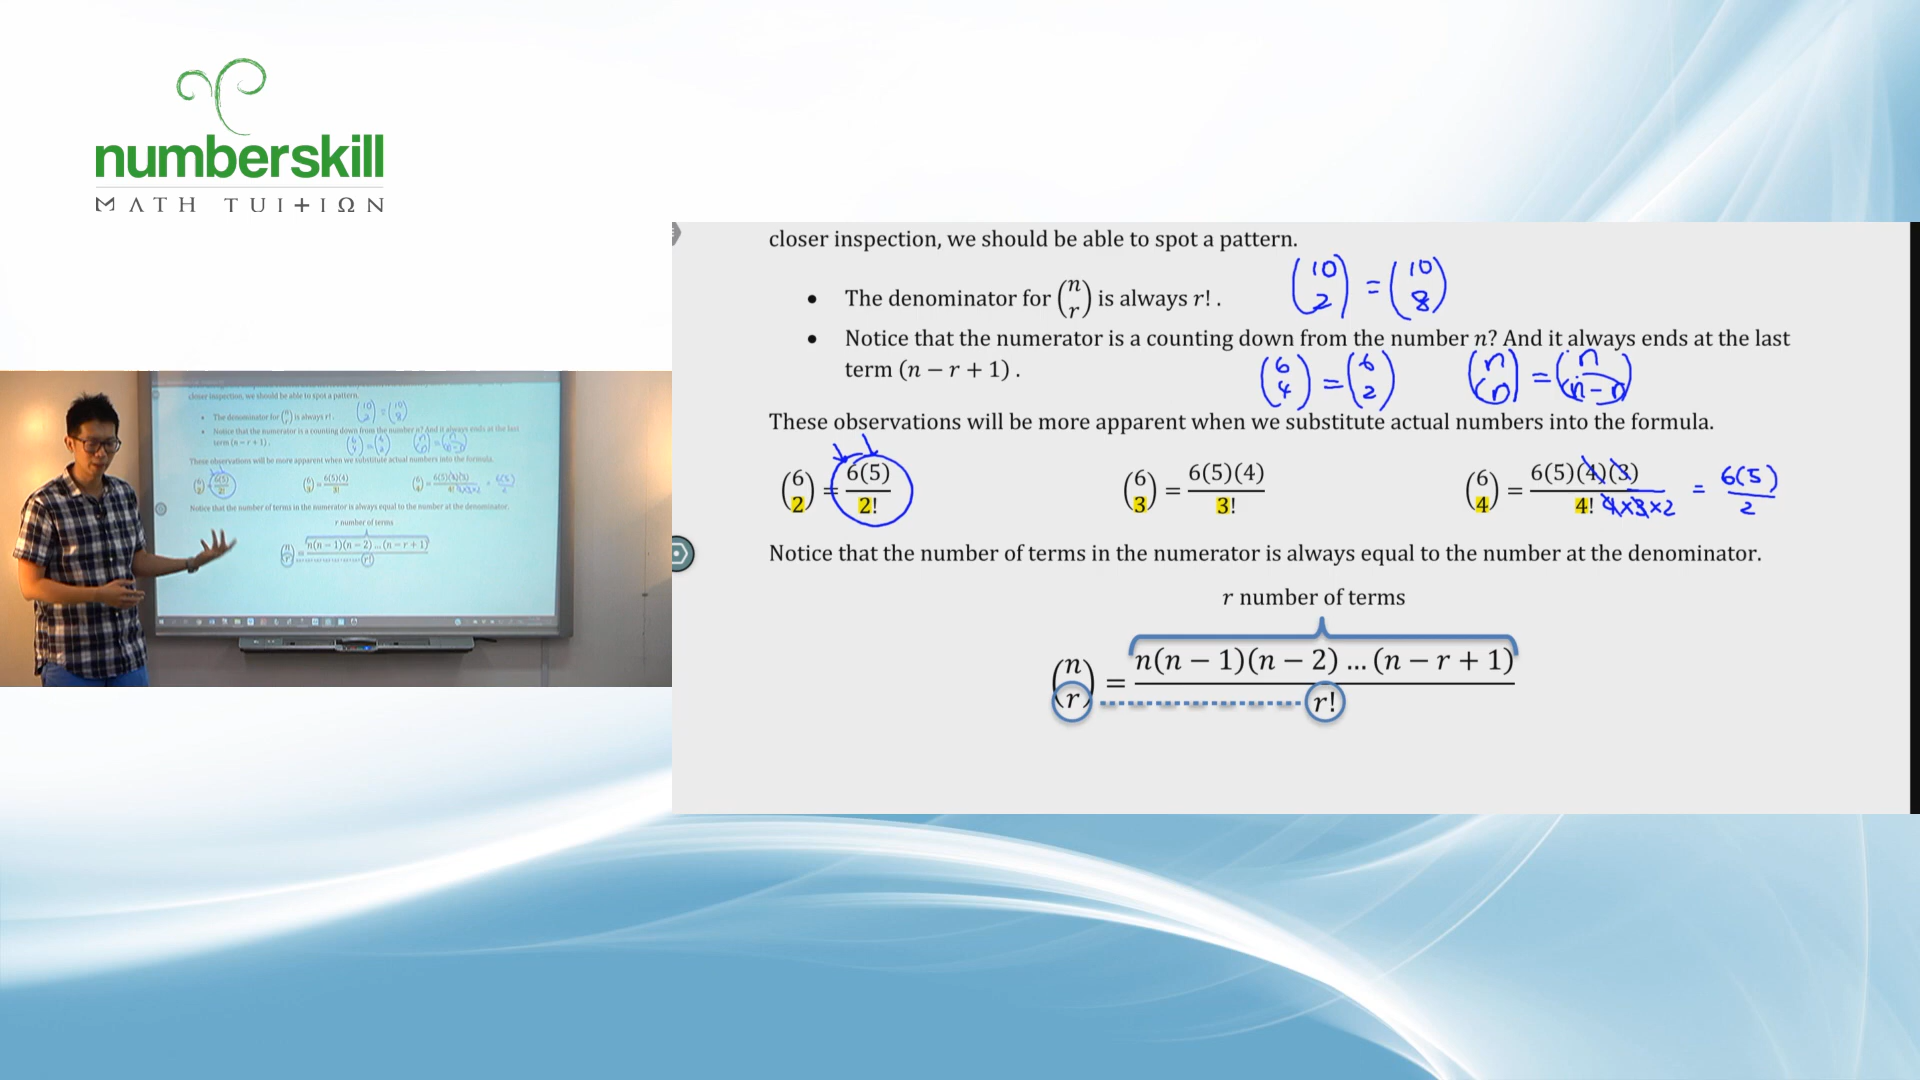 numberskill
MATH TUITION
closer inspection, we should be able to spot a pattern.
• The denominator for (n r) is always r! .
(10 2) = (10 8)
• Notice that the numerator is a counting down from the number n? And it always ends at the last
term (n − r + 1) .
(6 4) = (6 2)
These observations will be more apparent when we substitute actual numbers into the formula.
(6 2) = 6(5) / 2!
(6 3) = 6(5)(4) / 3!
(6 4) = 6(5)(4)(3) / 4! 4×3×2 = 6(5) / 2
Notice that the number of terms in the numerator is always equal to the number at the denominator.
r number of terms
(n r) = n(n − 1)(n − 2) … (n − r + 1) / r!